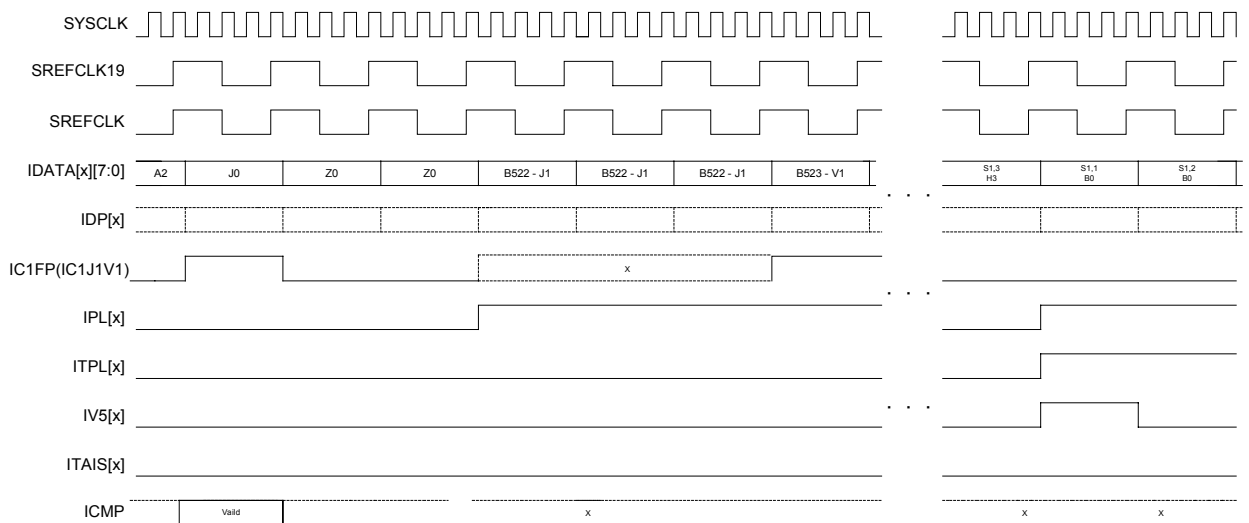 SYSCLK
SREFCLK19
SREFCLK
IDATA[x][7:0] A2 J0 Z0 Z0 B522 - J1 B522 - J1 B522 - J1 B523 - V1 . . . S1,3 S1,1 S1,2
H3 B0 B0
IDP[x]
IC1FP(IC1J1V1) X
. . .
IPL[x]
ITPL[x]
IV5[x] . . .
ITAIS[x]
ICMP Vaild X X X